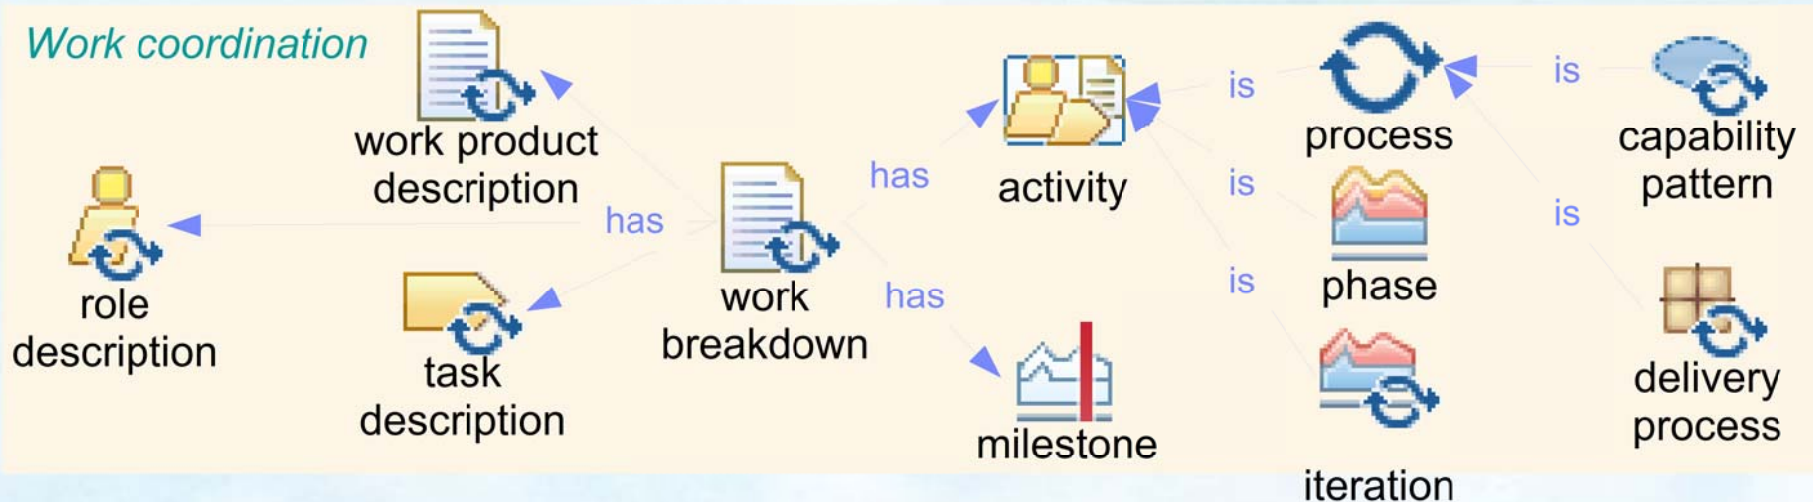 Work coordination
work product
description
role
description
has
task
description
work
breakdown
has
has
activity
milestone
is
is
is
process
phase
iteration
is
is
capability
pattern
delivery
process